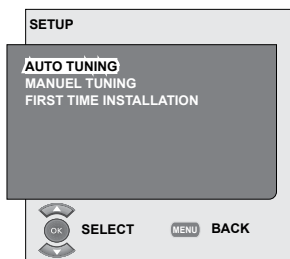 SETUP
AUTO TUNING
MANUEL TUNING
FIRST TIME INSTALLATION
OK SELECT MENU BACK